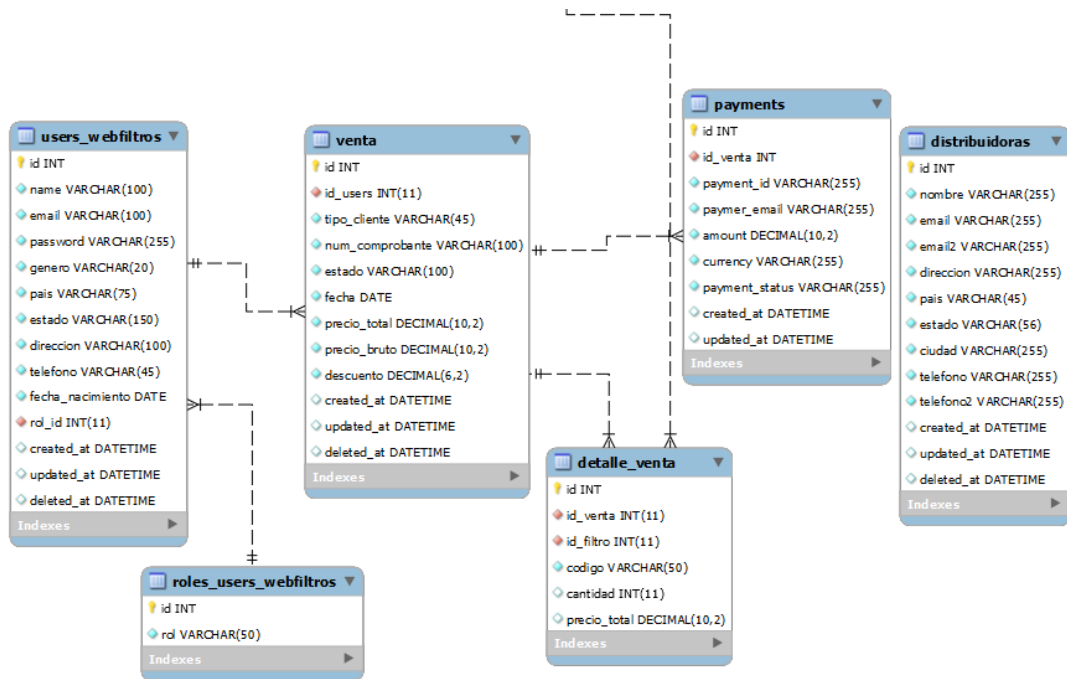 users_webfiltros
id INT
name VARCHAR(100)
email VARCHAR(100)
password VARCHAR(255)
genero VARCHAR(20)
pais VARCHAR(75)
estado VARCHAR(150)
direccion VARCHAR(100)
telefono VARCHAR(45)
fecha_nacimiento DATE
rol_id INT(11)
created_at DATETIME
updated_at DATETIME
deleted_at DATETIME
Indexes
venta
id INT
id_users INT(11)
tipo_cliente VARCHAR(45)
num_comprobante VARCHAR(100)
estado VARCHAR(100)
fecha DATE
precio_total DECIMAL(10,2)
precio_bruto DECIMAL(10,2)
descuento DECIMAL(6,2)
created_at DATETIME
updated_at DATETIME
deleted_at DATETIME
Indexes
payments
id INT
id_venta INT
payment_id VARCHAR(255)
paymer_email VARCHAR(255)
amount DECIMAL(10,2)
currency VARCHAR(255)
payment_status VARCHAR(255)
created_at DATETIME
updated_at DATETIME
Indexes
distribuidoras
id INT
nombre VARCHAR(255)
email VARCHAR(255)
email2 VARCHAR(255)
direccion VARCHAR(255)
pais VARCHAR(45)
estado VARCHAR(56)
ciudad VARCHAR(255)
telefono VARCHAR(255)
telefono2 VARCHAR(255)
created_at DATETIME
updated_at DATETIME
deleted_at DATETIME
Indexes
detalle_venta
id INT
id_venta INT(11)
id_filtro INT(11)
codigo VARCHAR(50)
cantidad INT(11)
precio_total DECIMAL(10,2)
Indexes
roles_users_webfiltros
id INT
rol VARCHAR(50)
Indexes